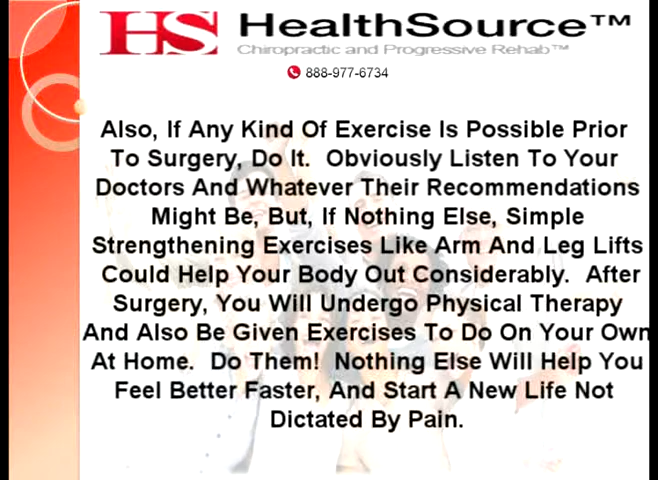 HS HealthSource™
Chiropractic and Progressive Rehab™
888-977-6734
Also, If Any Kind Of Exercise Is Possible Prior
To Surgery, Do It.  Obviously Listen To Your
Doctors And Whatever Their Recommendations
Might Be, But, If Nothing Else, Simple
Strengthening Exercises Like Arm And Leg Lifts
Could Help Your Body Out Considerably.  After
Surgery, You Will Undergo Physical Therapy
And Also Be Given Exercises To Do On Your Own
At Home.  Do Them!  Nothing Else Will Help You
Feel Better Faster, And Start A New Life Not
Dictated By Pain.